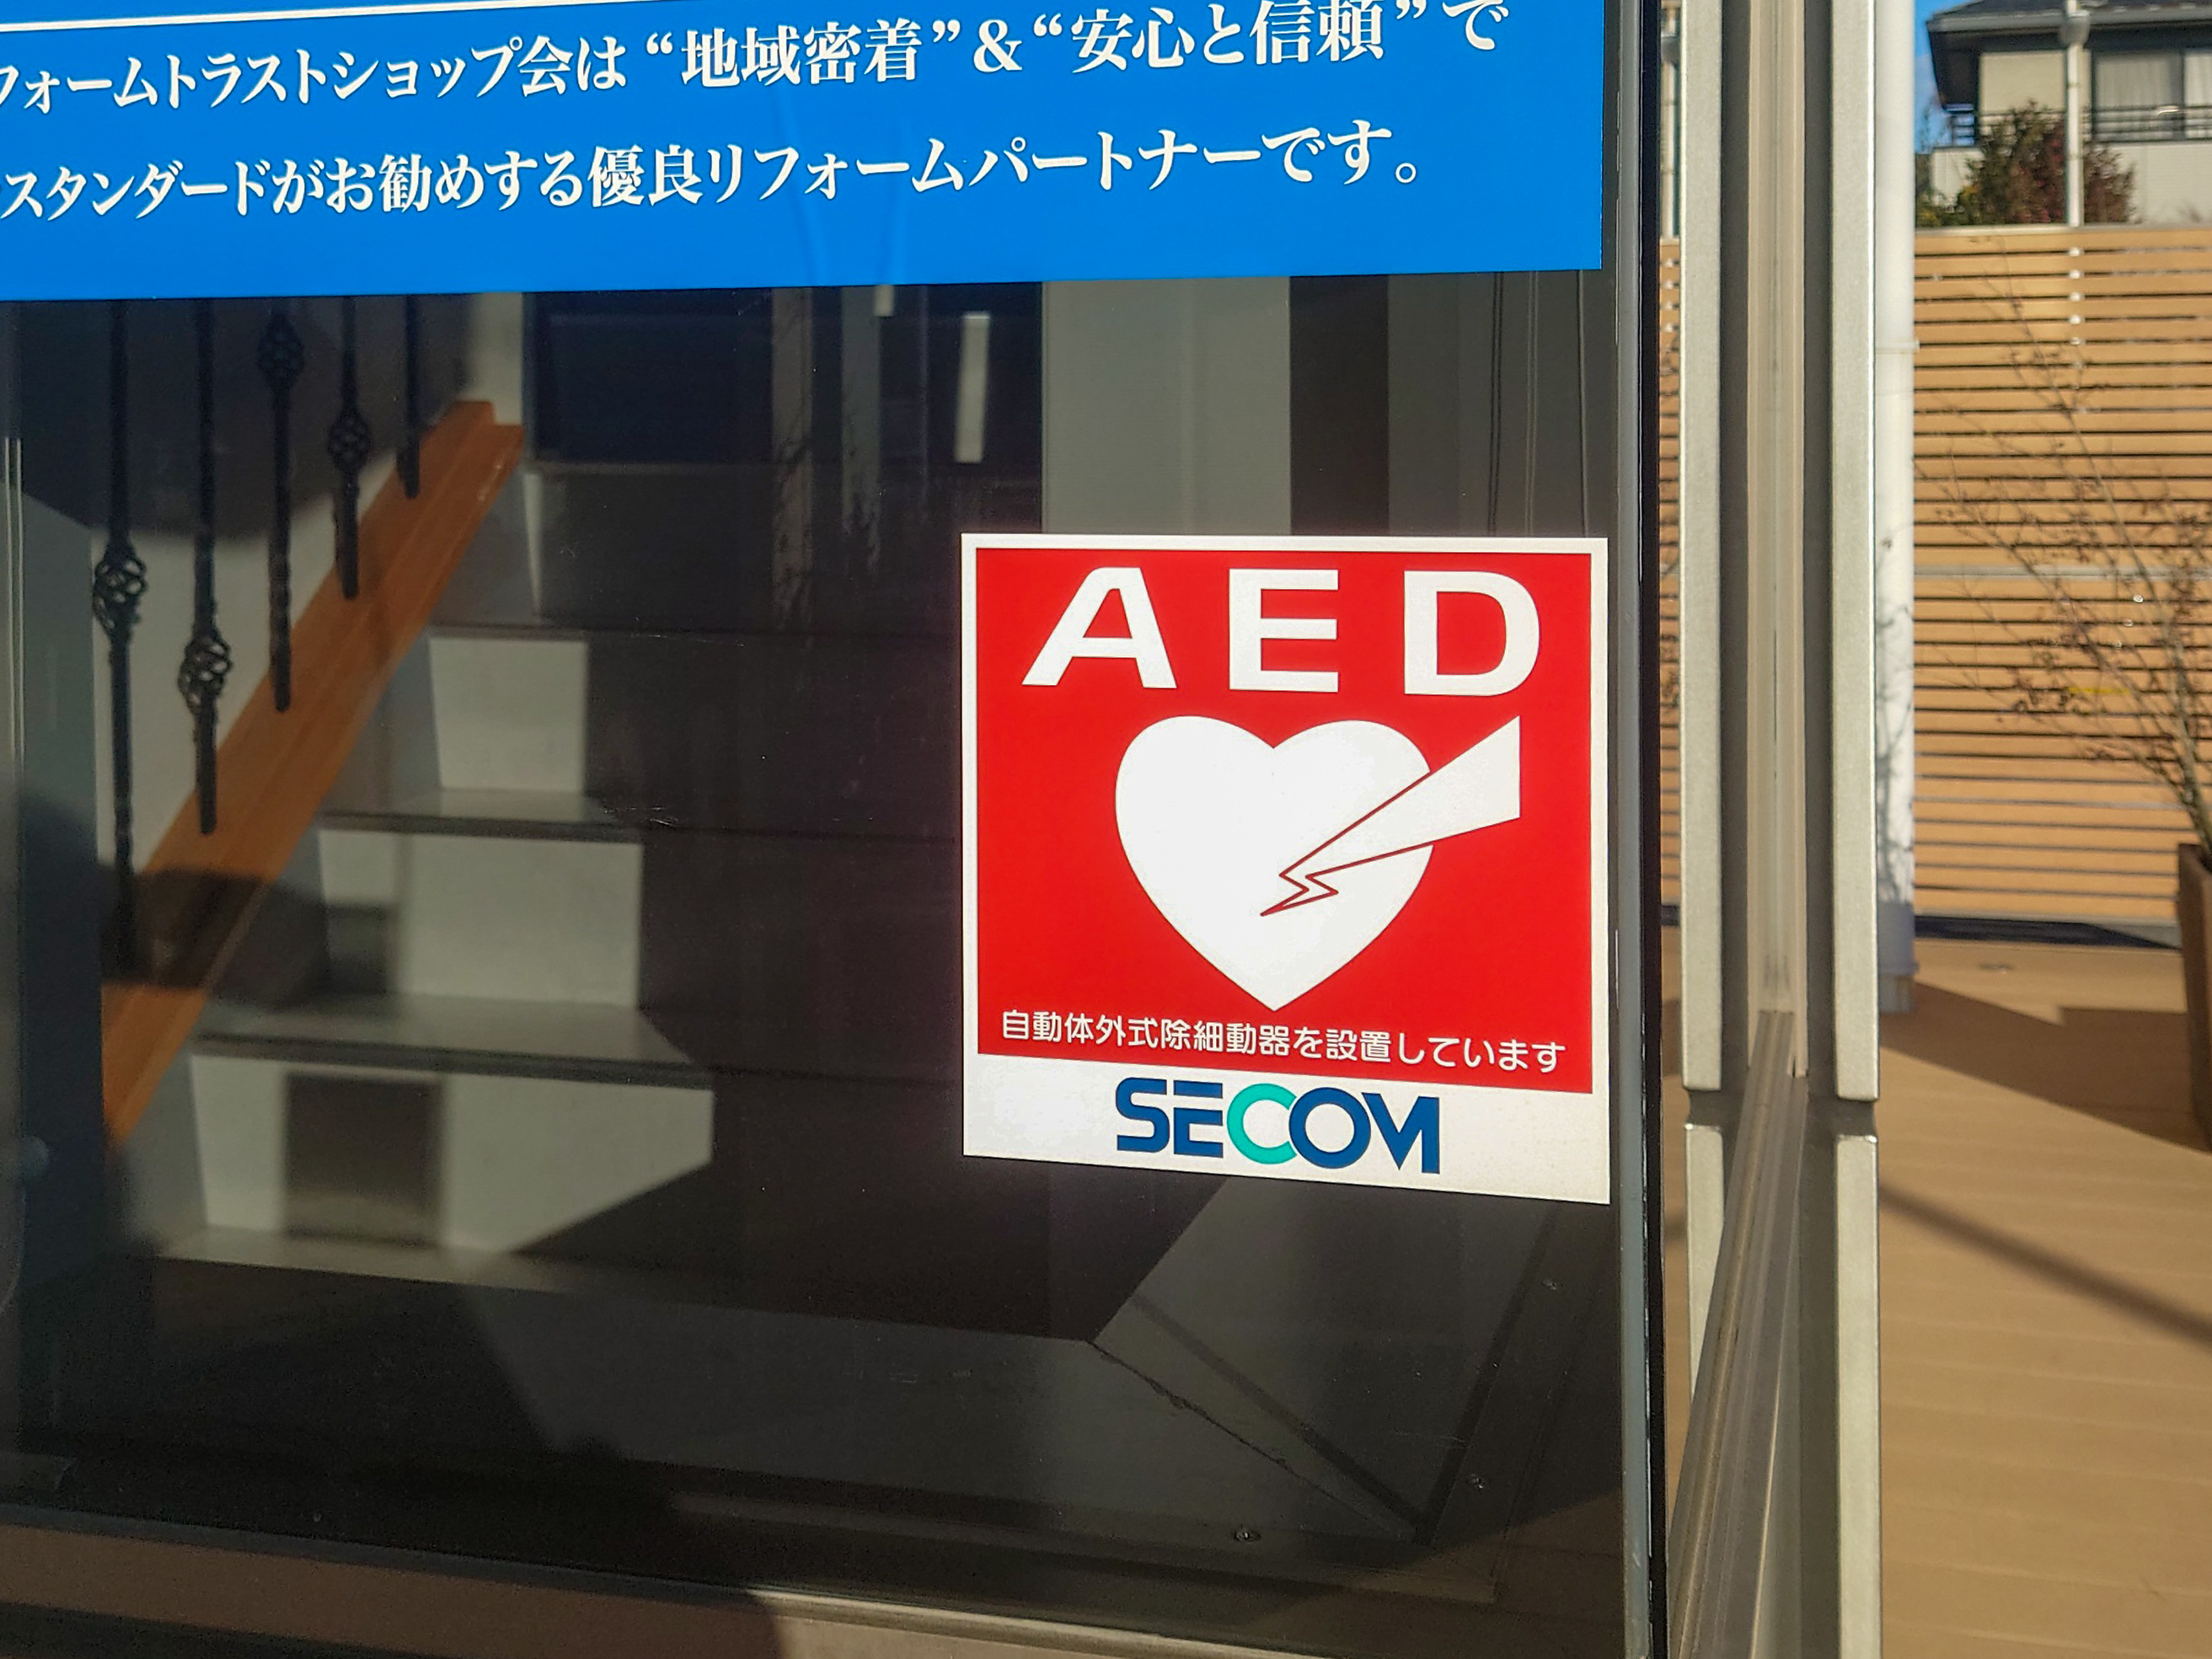 フォームトラストショップ会は“地域密着”&“安心と信頼”で
スタンダードがお勧めする優良リフォームパートナーです。
AED
自動体外式除細動器を設置しています
SECOM